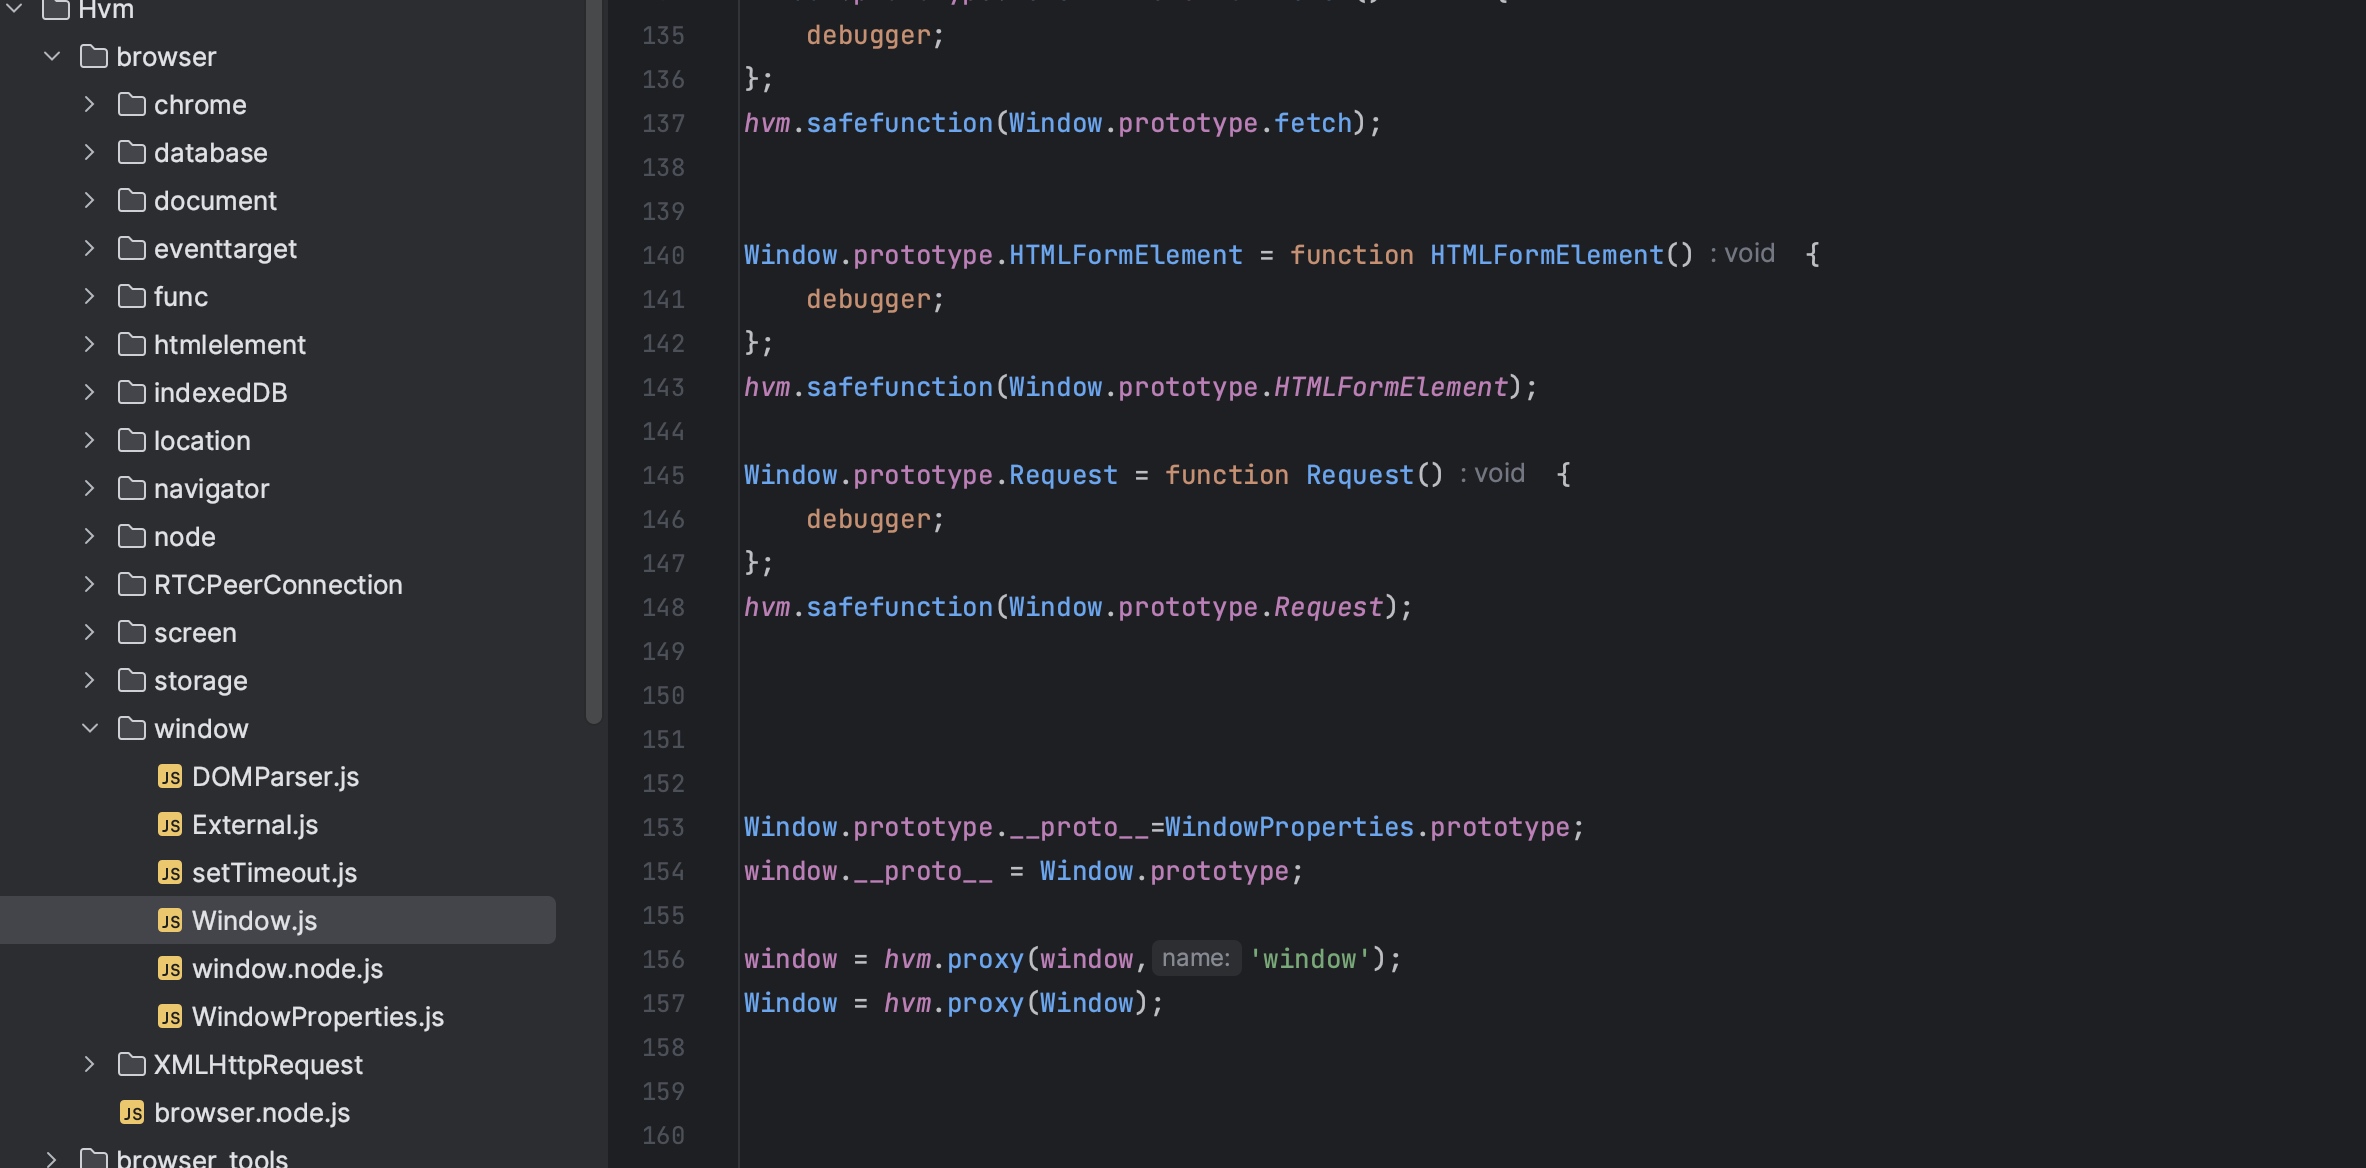 Hvm
browser
chrome
database
document
eventtarget
func
htmlelement
indexedDB
location
navigator
node
RTCPeerConnection
screen
storage
window
JS DOMParser.js
JS External.js
JS setTimeout.js
JS Window.js
JS window.node.js
JS WindowProperties.js
XMLHttpRequest
JS browser.node.js
browser_tools
135     debugger;
136 };
137 hvm.safefunction(Window.prototype.fetch);
138
139
140 Window.prototype.HTMLFormElement = function HTMLFormElement() : void {
141     debugger;
142 };
143 hvm.safefunction(Window.prototype.HTMLFormElement);
144
145 Window.prototype.Request = function Request() : void {
146     debugger;
147 };
148 hvm.safefunction(Window.prototype.Request);
149
150
151
152
153 Window.prototype.__proto__=WindowProperties.prototype;
154 window.__proto__ = Window.prototype;
155
156 window = hvm.proxy(window, name: 'window');
157 Window = hvm.proxy(Window);
158
159
160